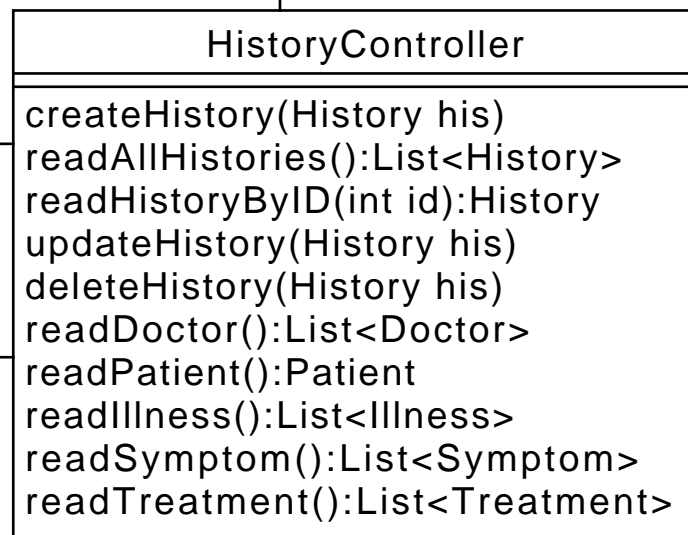 HistoryController
createHistory(History his)
readAllHistories():List<History>
readHistoryByID(int id):History
updateHistory(History his)
deleteHistory(History his)
readDoctor():List<Doctor>
readPatient():Patient
readIllness():List<Illness>
readSymptom():List<Symptom>
readTreatment():List<Treatment>